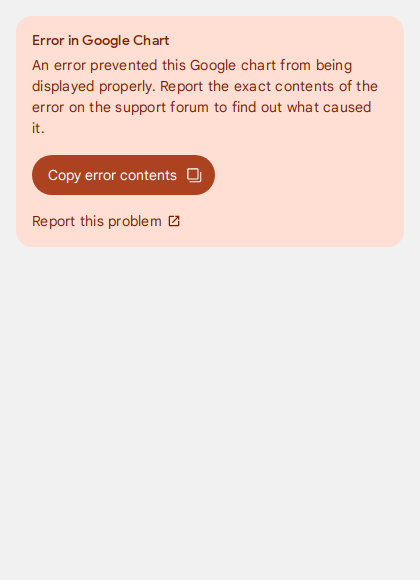 Error in Google Chart
An error prevented this Google chart from being
displayed properly. Report the exact contents of the
error on the support forum to find out what caused
it.
Copy error contents
Report this problem